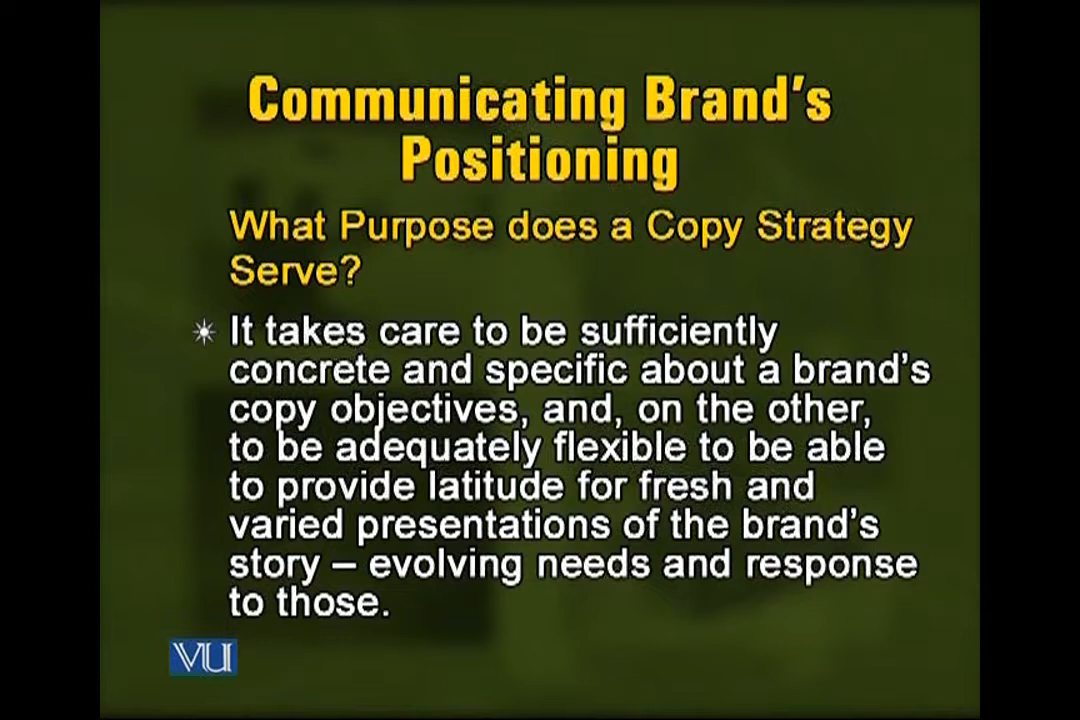 Communicating Brand's
Positioning
What Purpose does a Copy Strategy
Serve?
It takes care to be sufficiently
concrete and specific about a brand's
copy objectives, and, on the other,
to be adequately flexible to be able
to provide latitude for fresh and
varied presentations of the brand's
story – evolving needs and response
to those.
VU